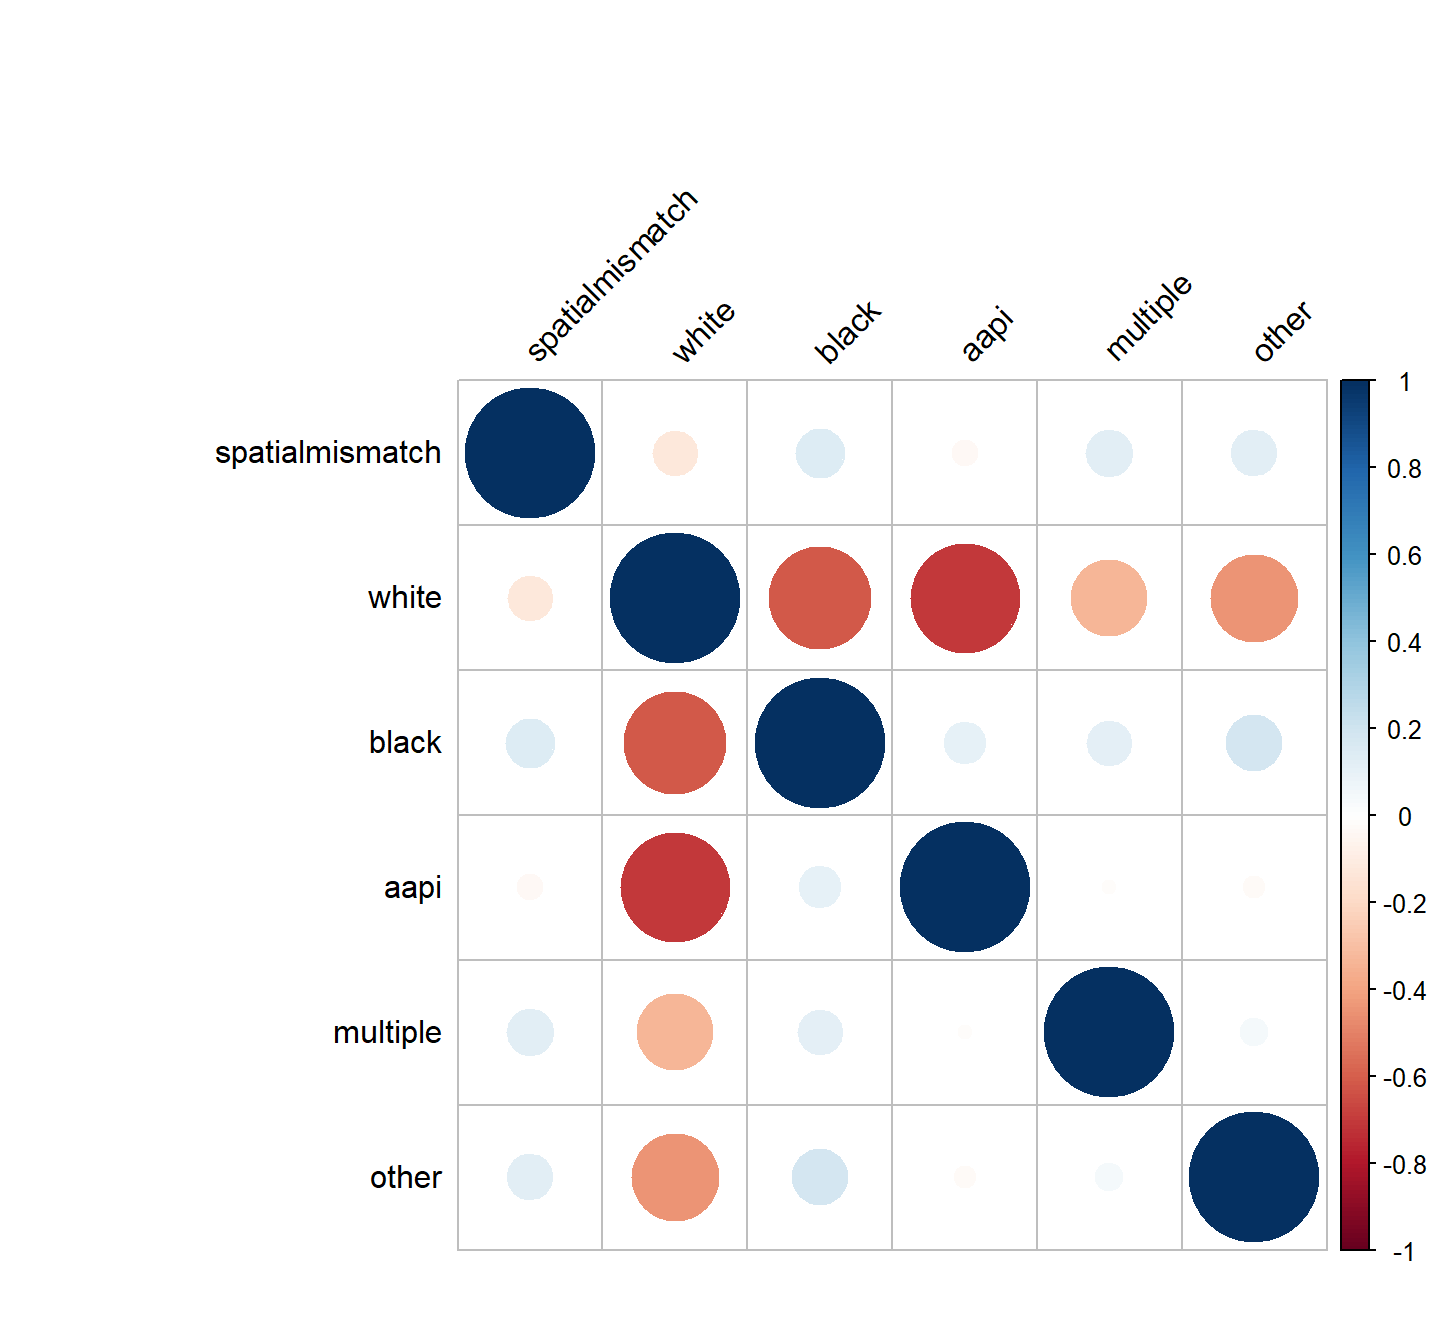 spatialmismatch
white
black
aapi
multiple
other
spatialmismatch
white
black
aapi
multiple
other
1
0.8
0.6
0.4
0.2
0
-0.2
-0.4
-0.6
-0.8
-1